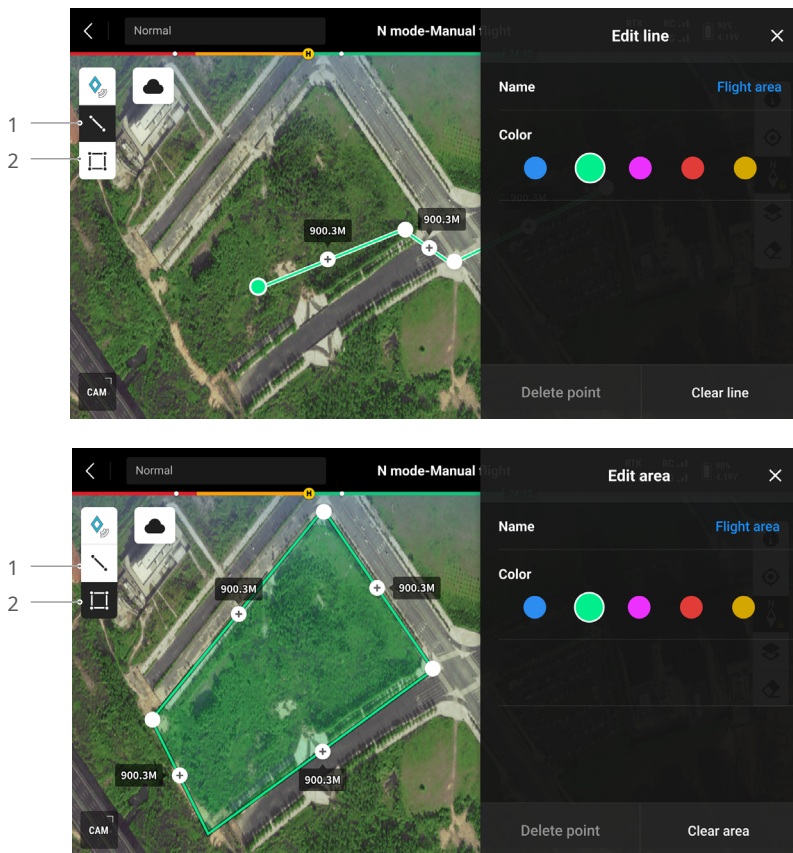 Normal
N mode-Manual flight
Edit line
Name
Flight area
Color
1
2
900.3M
900.3M
CAM
Delete point
Clear line
Normal
N mode-Manual flight
Edit area
Name
Flight area
Color
1
2
900.3M
900.3M
900.3M
900.3M
CAM
Delete point
Clear area